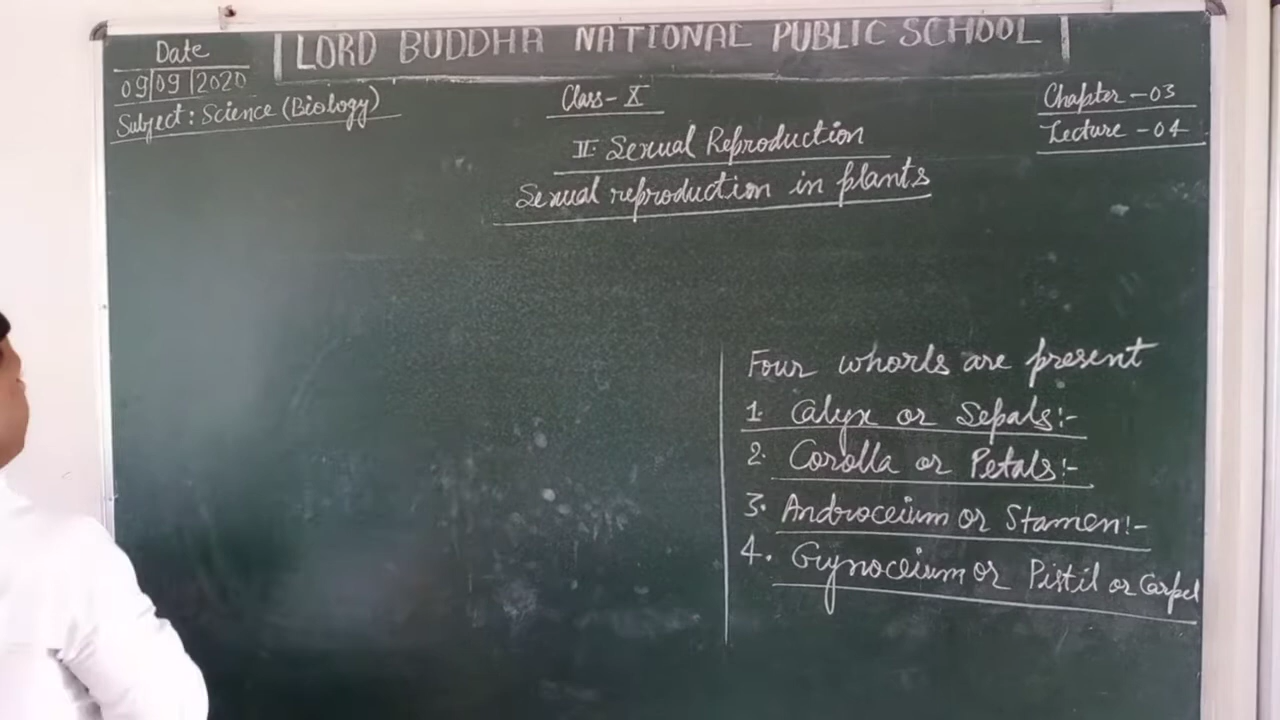 Date
09|09|2020
LORD BUDDHA NATIONAL PUBLIC SCHOOL
Subject: Science (Biology)
Class - X
Chapter - 03
Lecture - 04
II. Sexual Reproduction
Sexual reproduction in plants
Four whorls are present
1. Calyx or Sepals:-
2. Corolla or Petals:-
3. Androceium or Stamen:-
4. Gynoceium or Pistil or Carpel